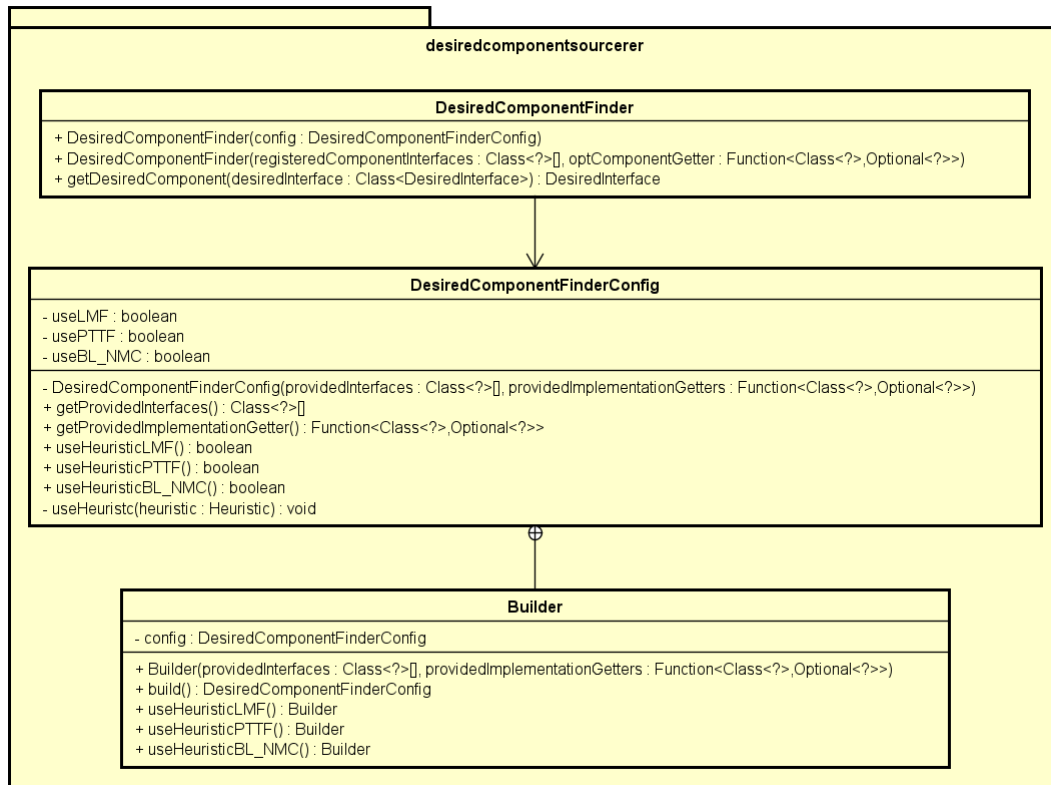 desiredcomponentsourcerer
DesiredComponentFinder
+ DesiredComponentFinder(config : DesiredComponentFinderConfig)
+ DesiredComponentFinder(registeredComponentInterfaces : Class<?>[], optComponentGetter : Function<Class<?>,Optional<?>>)
+ getDesiredComponent(desiredInterface : Class<DesiredInterface>) : DesiredInterface
DesiredComponentFinderConfig
- useLMF : boolean
- usePTTF : boolean
- useBL_NMC : boolean
- DesiredComponentFinderConfig(providedInterfaces : Class<?>[], providedImplementationGetters : Function<Class<?>,Optional<?>>)
+ getProvidedInterfaces() : Class<?>[]
+ getProvidedImplementationGetter() : Function<Class<?>,Optional<?>>
+ useHeuristicLMF() : boolean
+ useHeuristicPTTF() : boolean
+ useHeuristicBL_NMC() : boolean
- useHeuristc(heuristic : Heuristic) : void
Builder
- config : DesiredComponentFinderConfig
+ Builder(providedInterfaces : Class<?>[], providedImplementationGetters : Function<Class<?>,Optional<?>>)
+ build() : DesiredComponentFinderConfig
+ useHeuristicLMF() : Builder
+ useHeuristicPTTF() : Builder
+ useHeuristicBL_NMC() : Builder